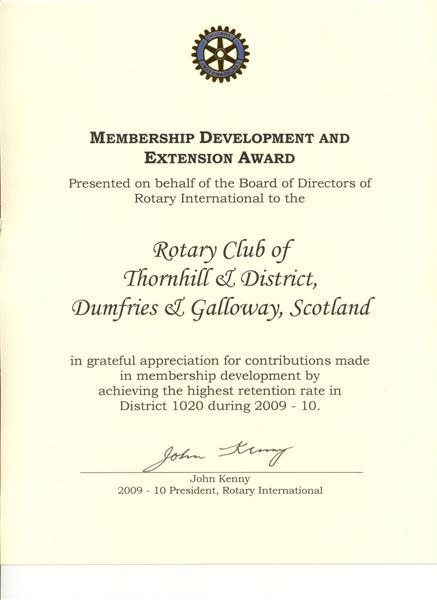 MEMBERSHIP DEVELOPMENT AND
EXTENSION AWARD
Presented on behalf of the Board of Directors of
Rotary International to the
Rotary Club of
Thornhill & District,
Dumfries & Galloway, Scotland
in grateful appreciation for contributions made
in membership development by
achieving the highest retention rate in
District 1020 during 2009 - 10.
John Kenny
John Kenny
2009 - 10 President, Rotary International